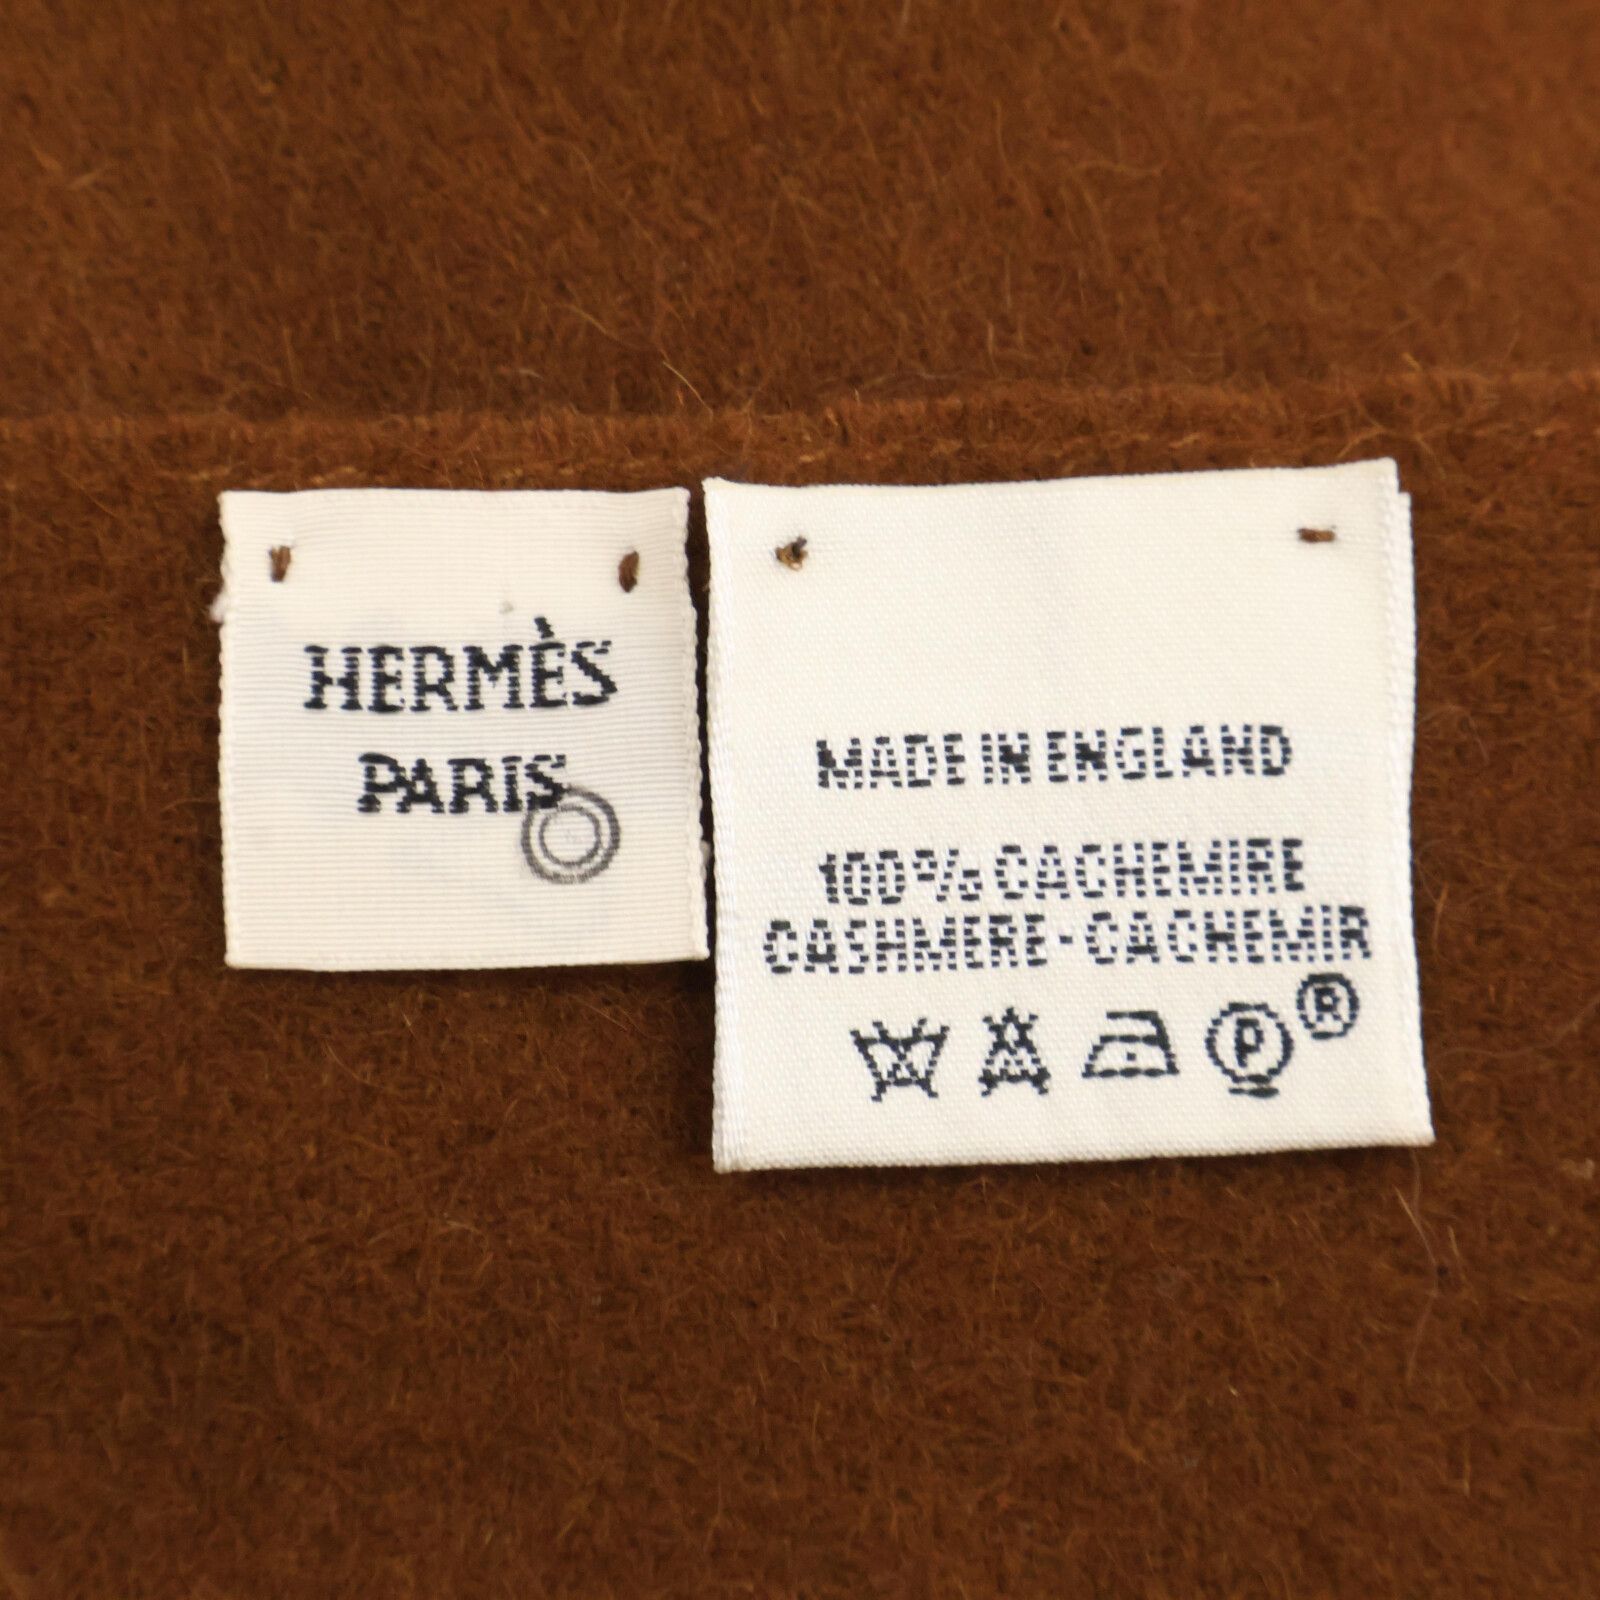 HERMÈS
PARIS
MADE IN ENGLAND
100% CACHEMIRE
CASHMERE-CACHEMIR
P ®